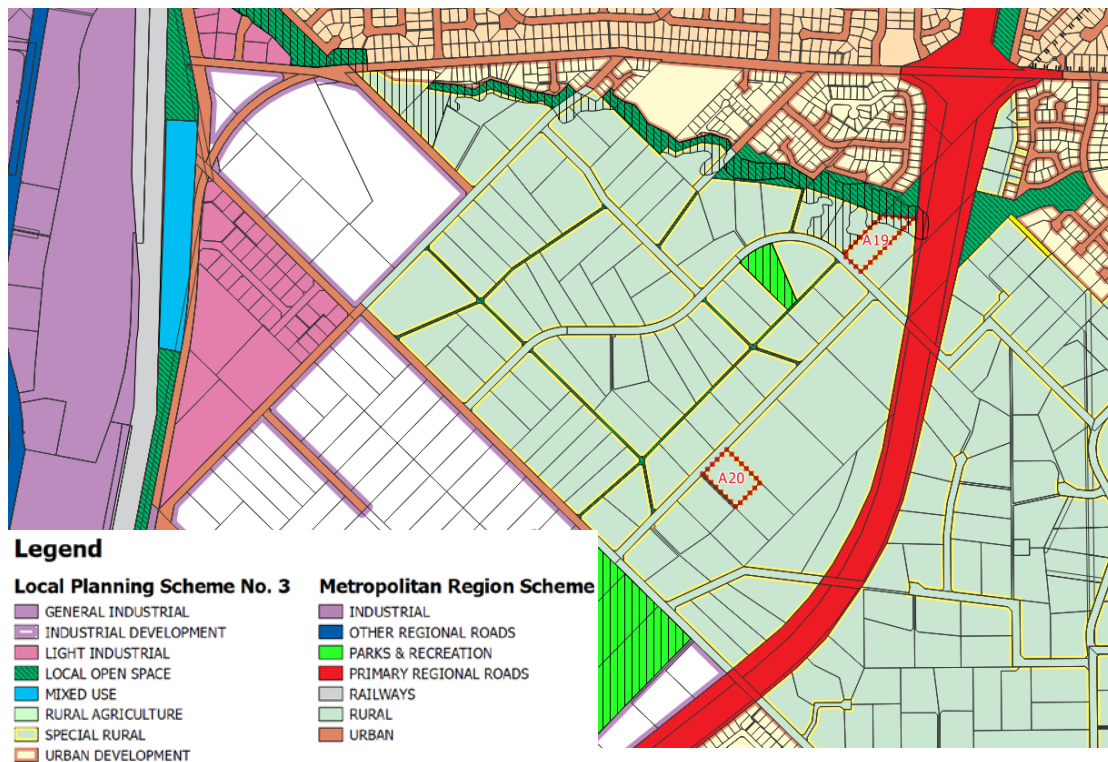 A19
A20
Legend
Local Planning Scheme No. 3
GENERAL INDUSTRIAL
INDUSTRIAL DEVELOPMENT
LIGHT INDUSTRIAL
LOCAL OPEN SPACE
MIXED USE
RURAL AGRICULTURE
SPECIAL RURAL
URBAN DEVELOPMENT
Metropolitan Region Scheme
INDUSTRIAL
OTHER REGIONAL ROADS
PARKS & RECREATION
PRIMARY REGIONAL ROADS
RAILWAYS
RURAL
URBAN